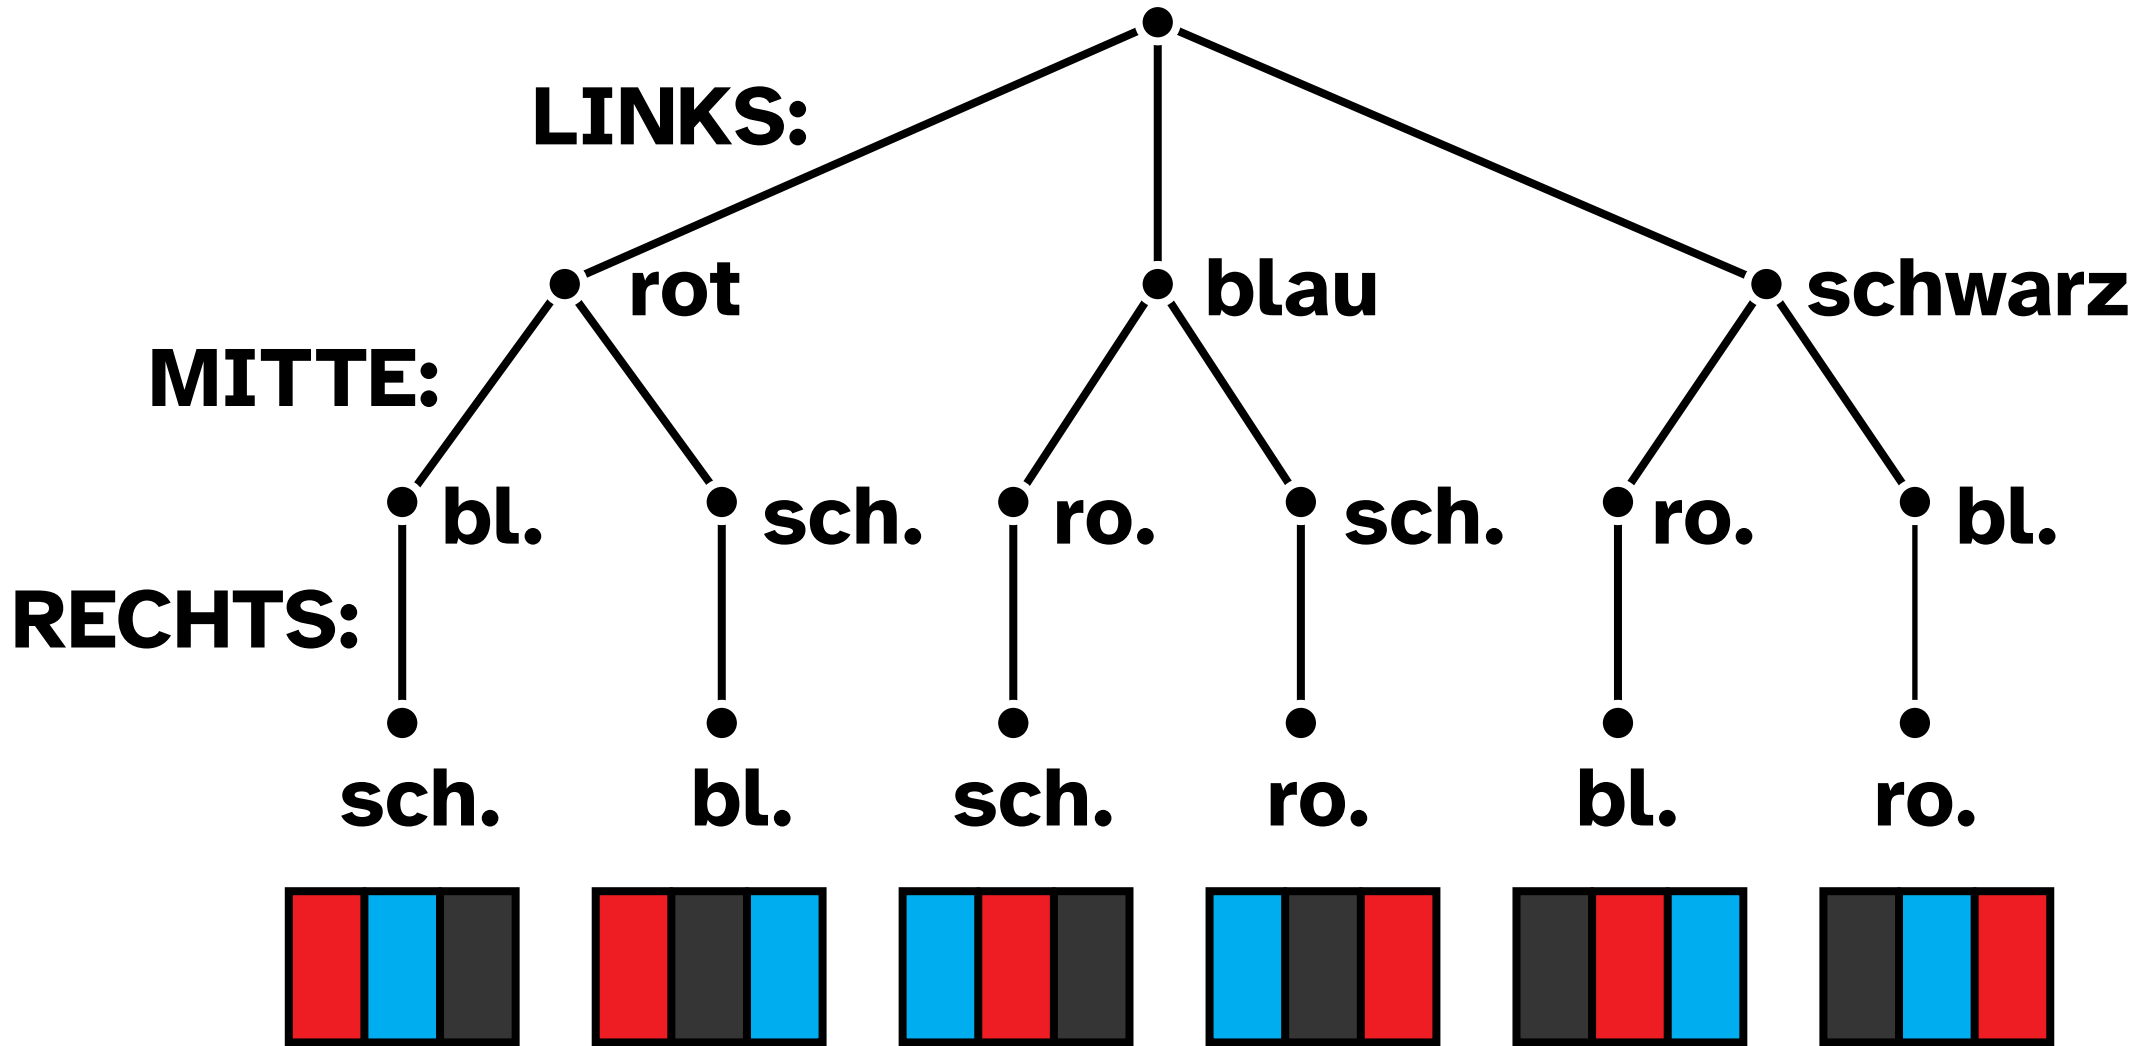 LINKS:
rot blau schwarz
MITTE:
bl. sch. ro. sch. ro. bl.
RECHTS:
sch. bl. sch. ro. bl. ro.